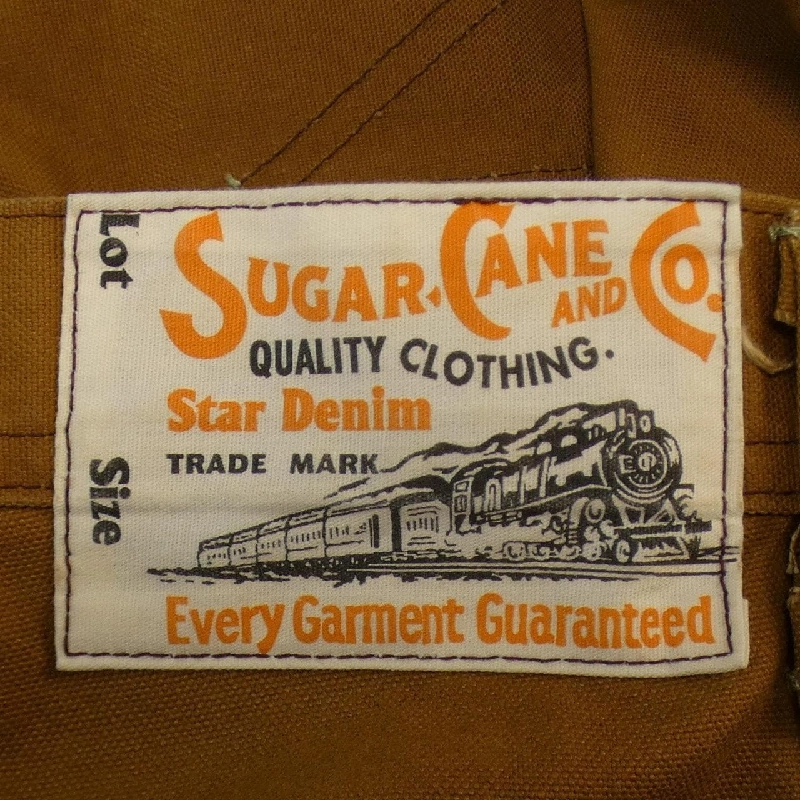 Lot
SUGAR-CANE AND CO.
QUALITY CLOTHING.
Star Denim
TRADE MARK
Size
Every Garment Guaranteed